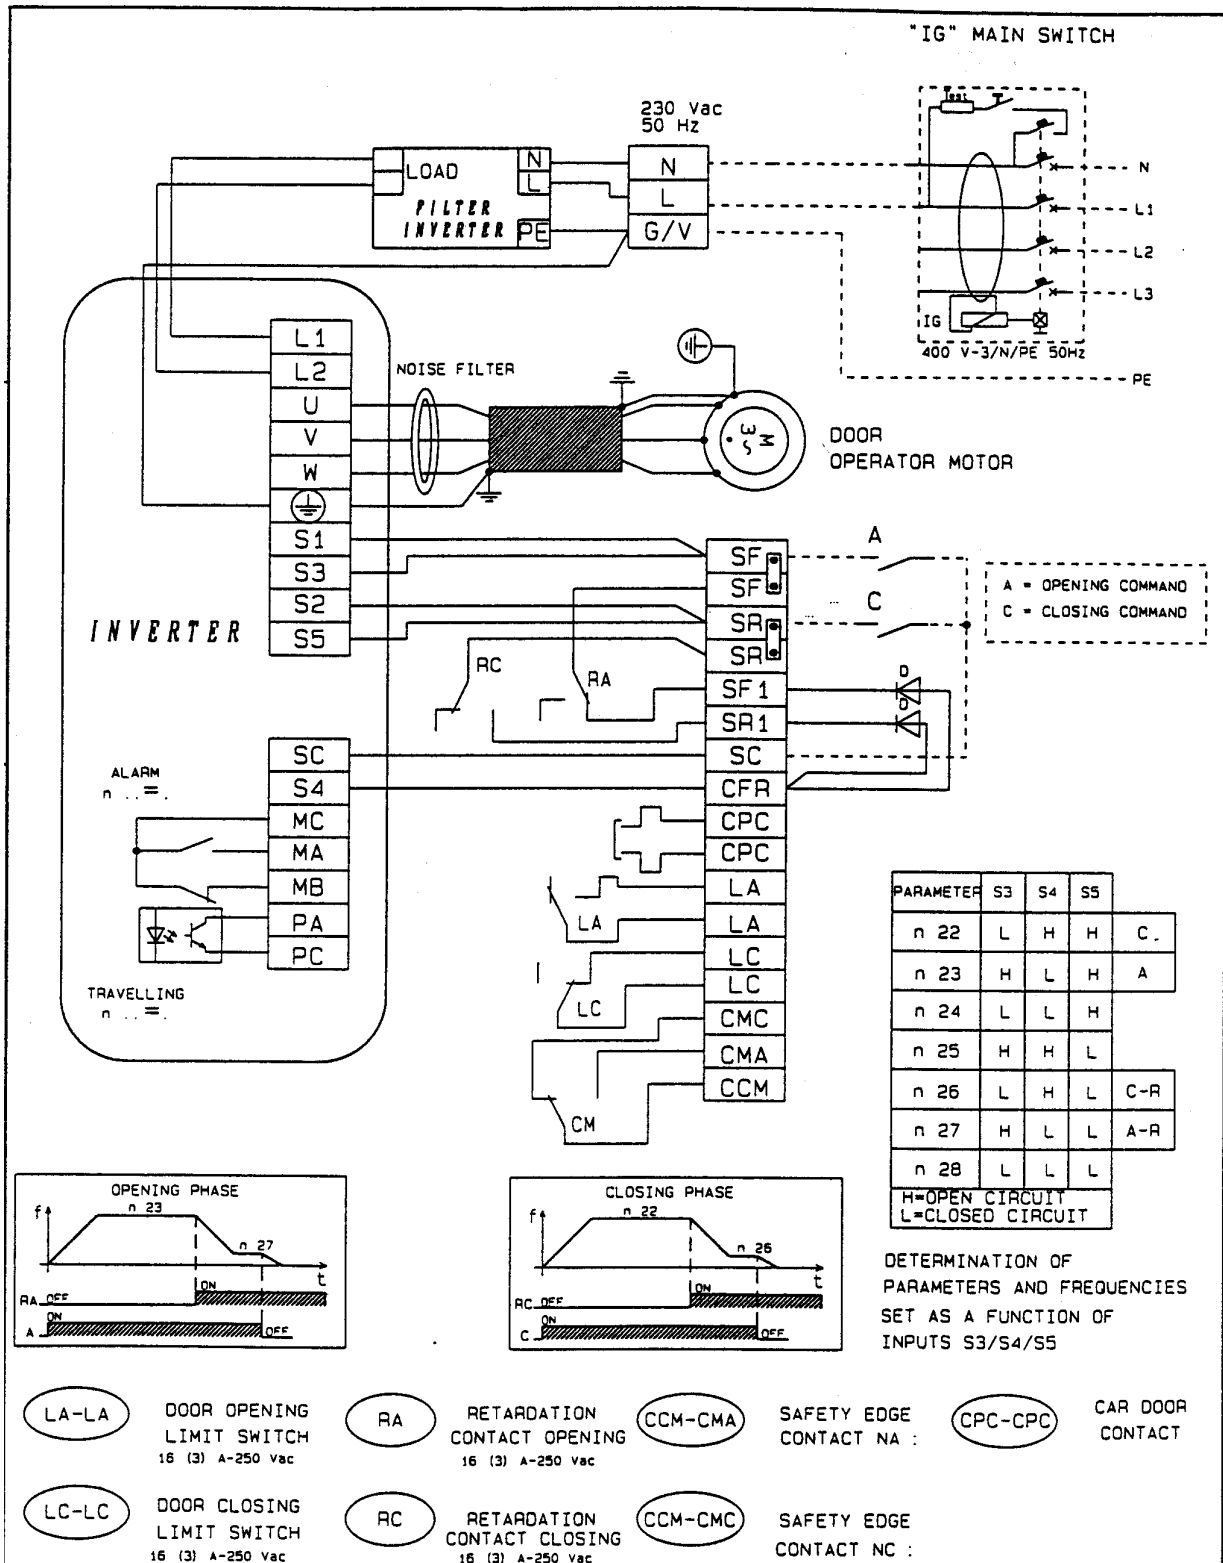 "IG" MAIN SWITCH
Test
230 Vac
50 Hz
LOAD
N
L
PE
FILTER
INVERTER
N
L
G/V
N
L1
L2
L3
IG
400 V-3/N/PE 50Hz
PE
L1
L2
U
V
W
S1
S3
S2
S5
NOISE FILTER
M
3
S
DOOR
OPERATOR MOTOR
INVERTER
SF
SF
SR
SR
SF1
SR1
SC
CFR
CPC
CPC
LA
LA
LC
LC
CMC
CMA
CCM
A
C
A = OPENING COMMAND
C = CLOSING COMMAND
RC
RA
D
D
SC
S4
MC
MA
MB
PA
PC
ALARM
n ..=.
TRAVELLING
n ..=.
LA
LC
CM
PARAMETER S3 S4 S5
n 22 L H H C.
n 23 H L H A
n 24 L L H
n 25 H H L
n 26 L H L C-R
n 27 H L L A-R
n 28 L L L
H=OPEN CIRCUIT
L=CLOSED CIRCUIT
OPENING PHASE
f
n 23
n 27
t
RA OFF
ON
A
ON
OFF
CLOSING PHASE
f
n 22
n 26
t
RC OFF
ON
C
ON
OFF
DETERMINATION OF
PARAMETERS AND FREQUENCIES
SET AS A FUNCTION OF
INPUTS S3/S4/S5
LA-LA
DOOR OPENING
LIMIT SWITCH
16 (3) A-250 Vac
RA
RETARDATION
CONTACT OPENING
16 (3) A-250 Vac
CCM-CMA
SAFETY EDGE
CONTACT NA :
CPC-CPC
CAR DOOR
CONTACT
LC-LC
DOOR CLOSING
LIMIT SWITCH
16 (3) A-250 Vac
RC
RETARDATION
CONTACT CLOSING
16 (3) A-250 Vac
CCM-CMC
SAFETY EDGE
CONTACT NC :